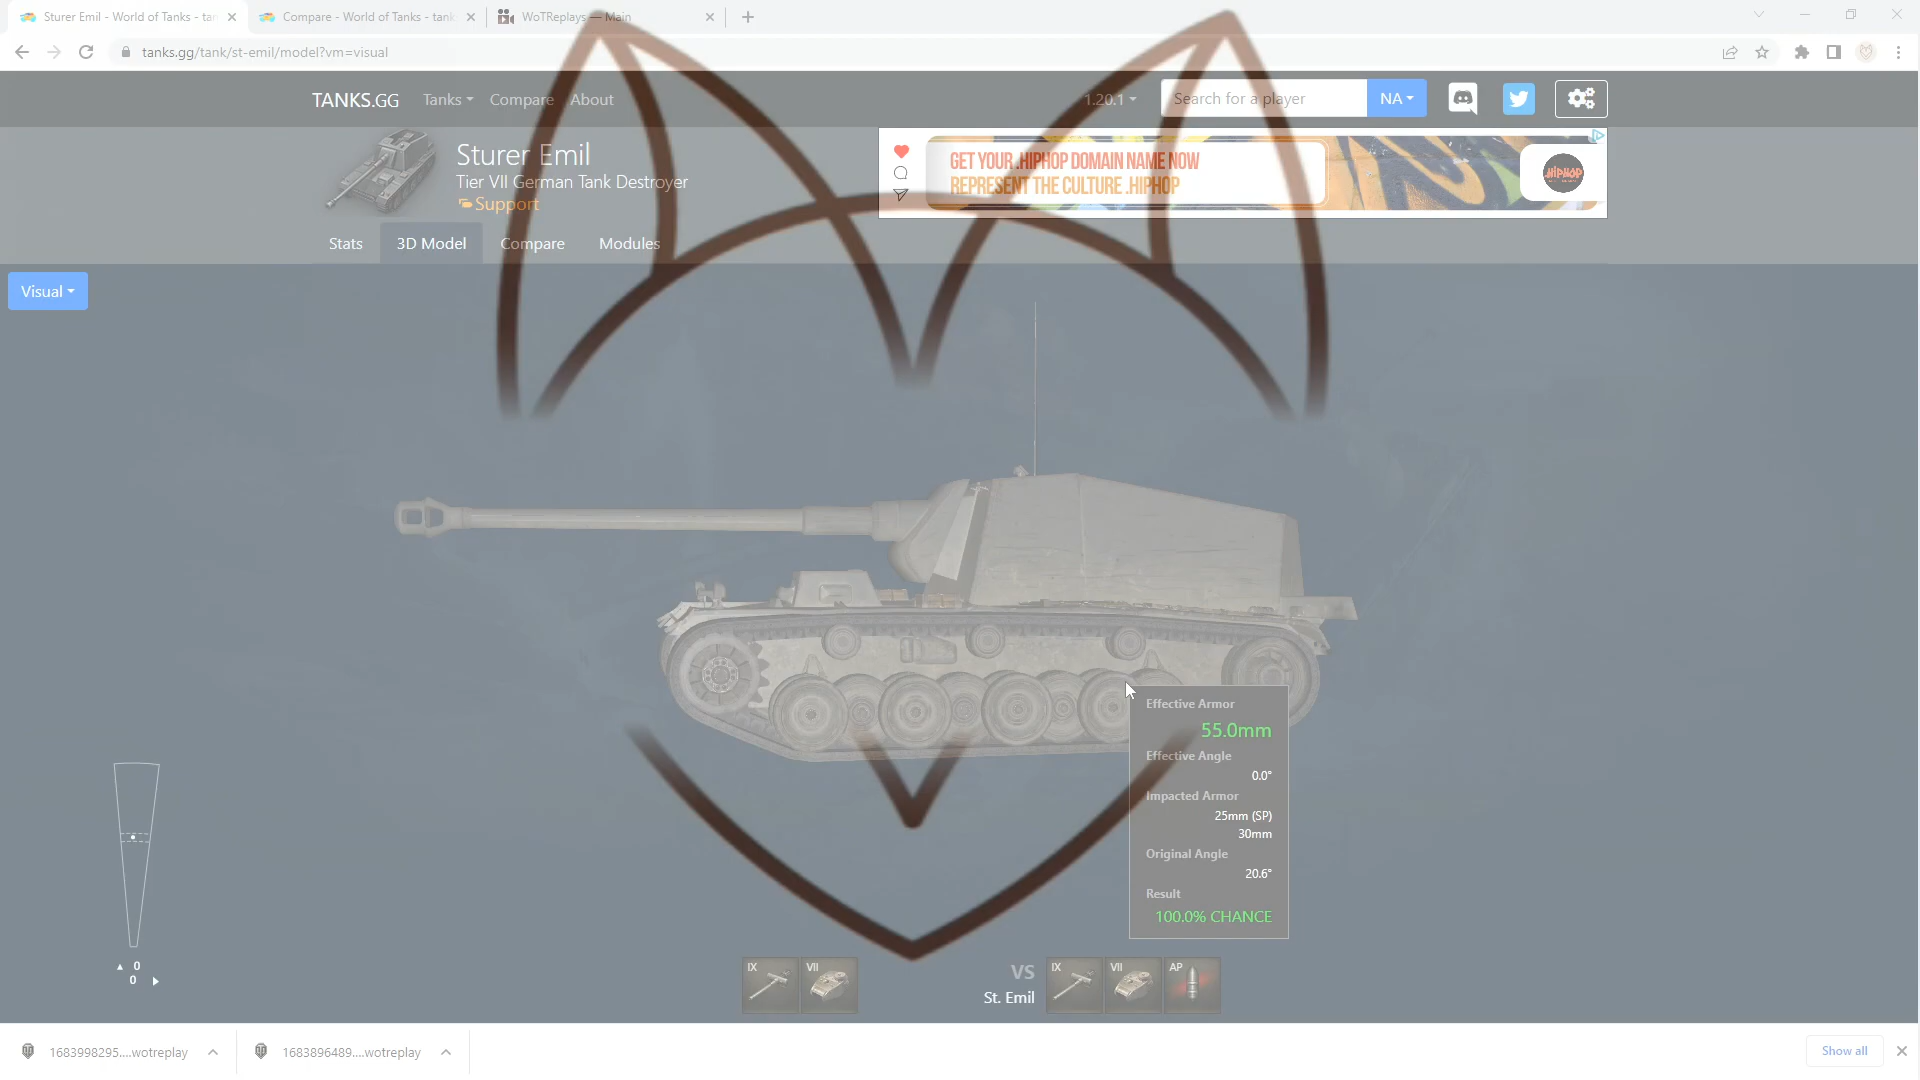 Sturer Emil - World of Tanks - tan
Compare - World of Tanks - tank
WoTReplays — Main
tanks.gg/tank/st-emil/model?vm=visual
TANKS.GG
Tanks
Compare
About
1.20.1
Search for a player
NA
Sturer Emil
Tier VII German Tank Destroyer
Support
GET YOUR .HIPHOP DOMAIN NAME NOW
REPRESENT THE CULTURE .HIPHOP
HIPHOP
Stats
3D Model
Compare
Modules
Visual
Effective Armor
55.0mm
Effective Angle
0.0°
Impacted Armor
25mm (SP)
30mm
Original Angle
20.6°
Result
100.0% CHANCE
0
0
IX
VII
VS
St. Emil
IX
VII
AP
1683998295....wotreplay
1683896489....wotreplay
Show all